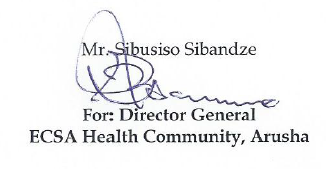 Mr. Sibusiso Sibandze
For: Director General
ECSA Health Community, Arusha